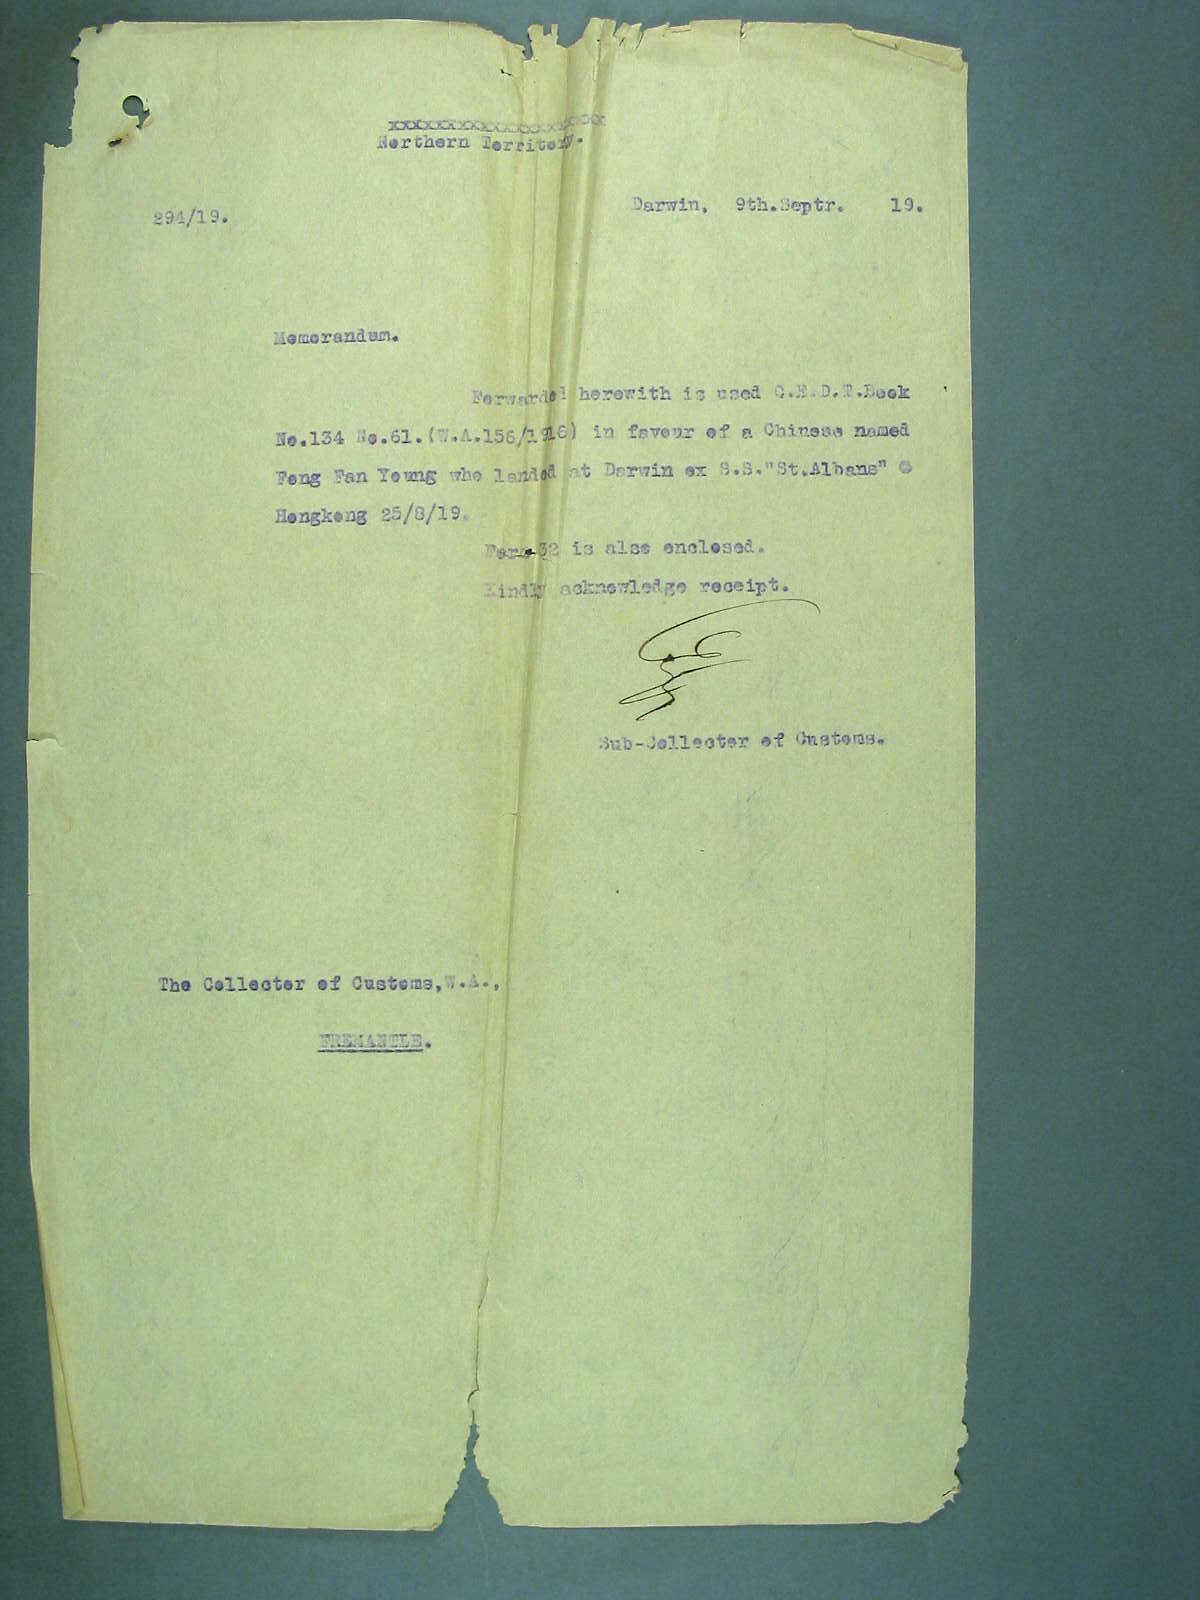 xxxxxxxxxxxxxxxxxxxxx
Northern Territory.
Darwin, 9th.Septr. 19.
294/19.
Memorandum.
Forwarded herewith is used C.E.D.T.Book
No.134 No.61.(W.A.156/1916) in favour of a Chinese named
Fong Fan Young who landed at Darwin ex S.S."St.Albans"
Hongkong 25/8/19.
Form 32 is also enclosed.
Kindly acknowledge receipt.
Sub-Collector of Customs.
The Collector of Customs,W.A.,
FREMANTLE.